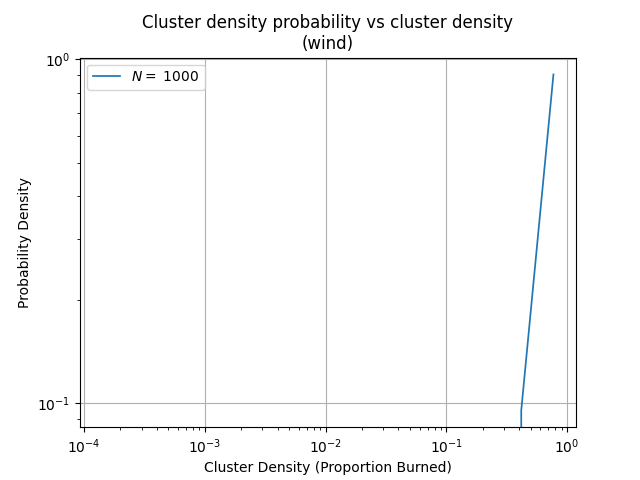 Cluster density probability vs cluster density
(wind)
N = 1000
10⁰
10⁻¹
Probability Density
10⁻⁴ 10⁻³ 10⁻² 10⁻¹ 10⁰
Cluster Density (Proportion Burned)